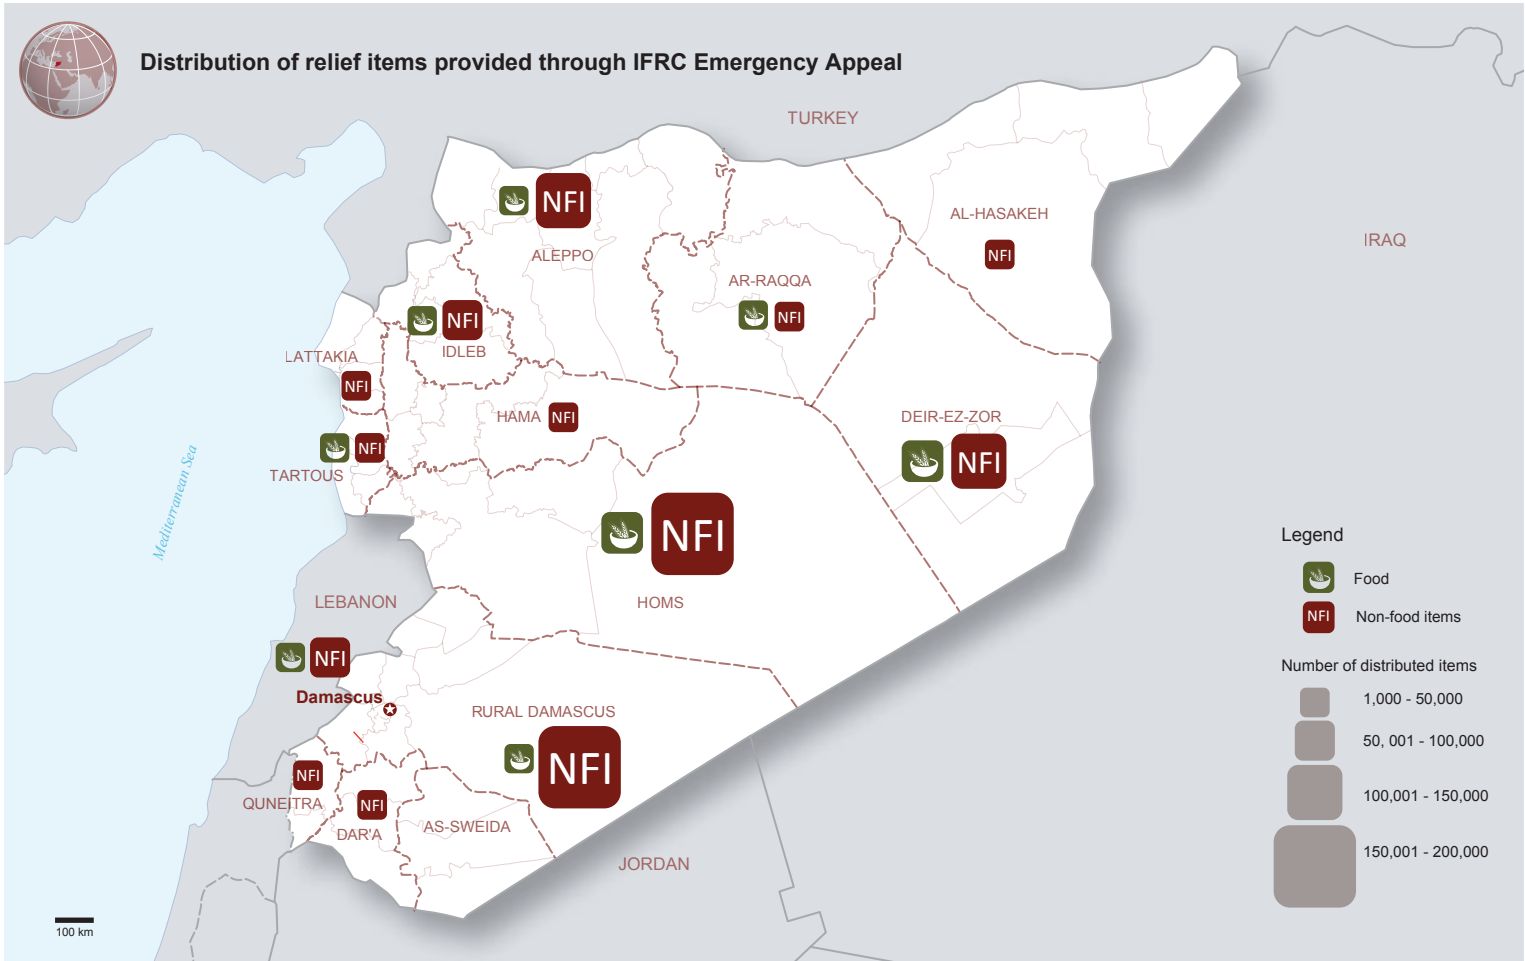 Distribution of relief items provided through IFRC Emergency Appeal
TURKEY
NFI
ALEPPO
AL-HASAKEH
NFI
IRAQ
AR-RAQQA
NFI
NFI
IDLEB
LATTAKIA
NFI
HAMA
NFI
DEIR-EZ-ZOR
NFI
NFI
TARTOUS
Mediterranean Sea
NFI
HOMS
LEBANON
NFI
Damascus
RURAL DAMASCUS
NFI
NFI
QUNEITRA
NFI
DAR'A
AS-SWEIDA
JORDAN
Legend
Food
NFI
Non-food items
Number of distributed items
1,000 - 50,000
50, 001 - 100,000
100,001 - 150,000
150,001 - 200,000
100 km